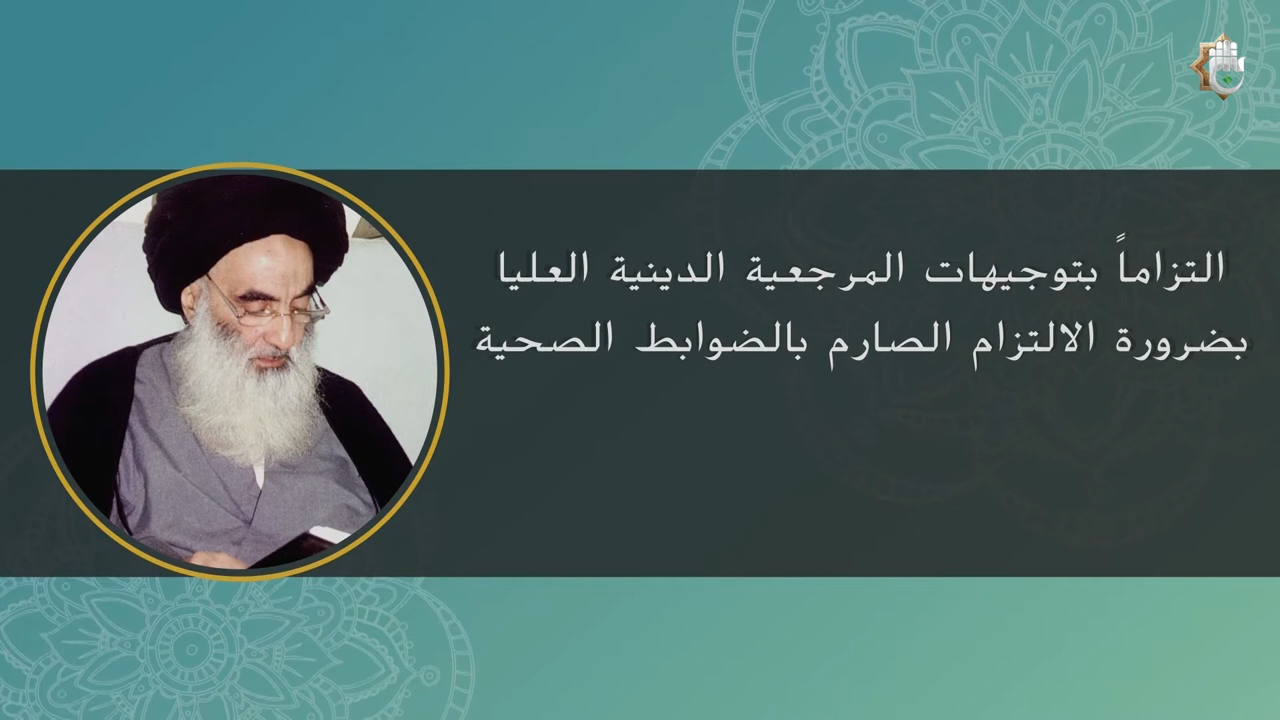 التزاماً بتوجيهات المرجعية الدينية العليا
بضرورة الالتزام الصارم بالضوابط الصحية